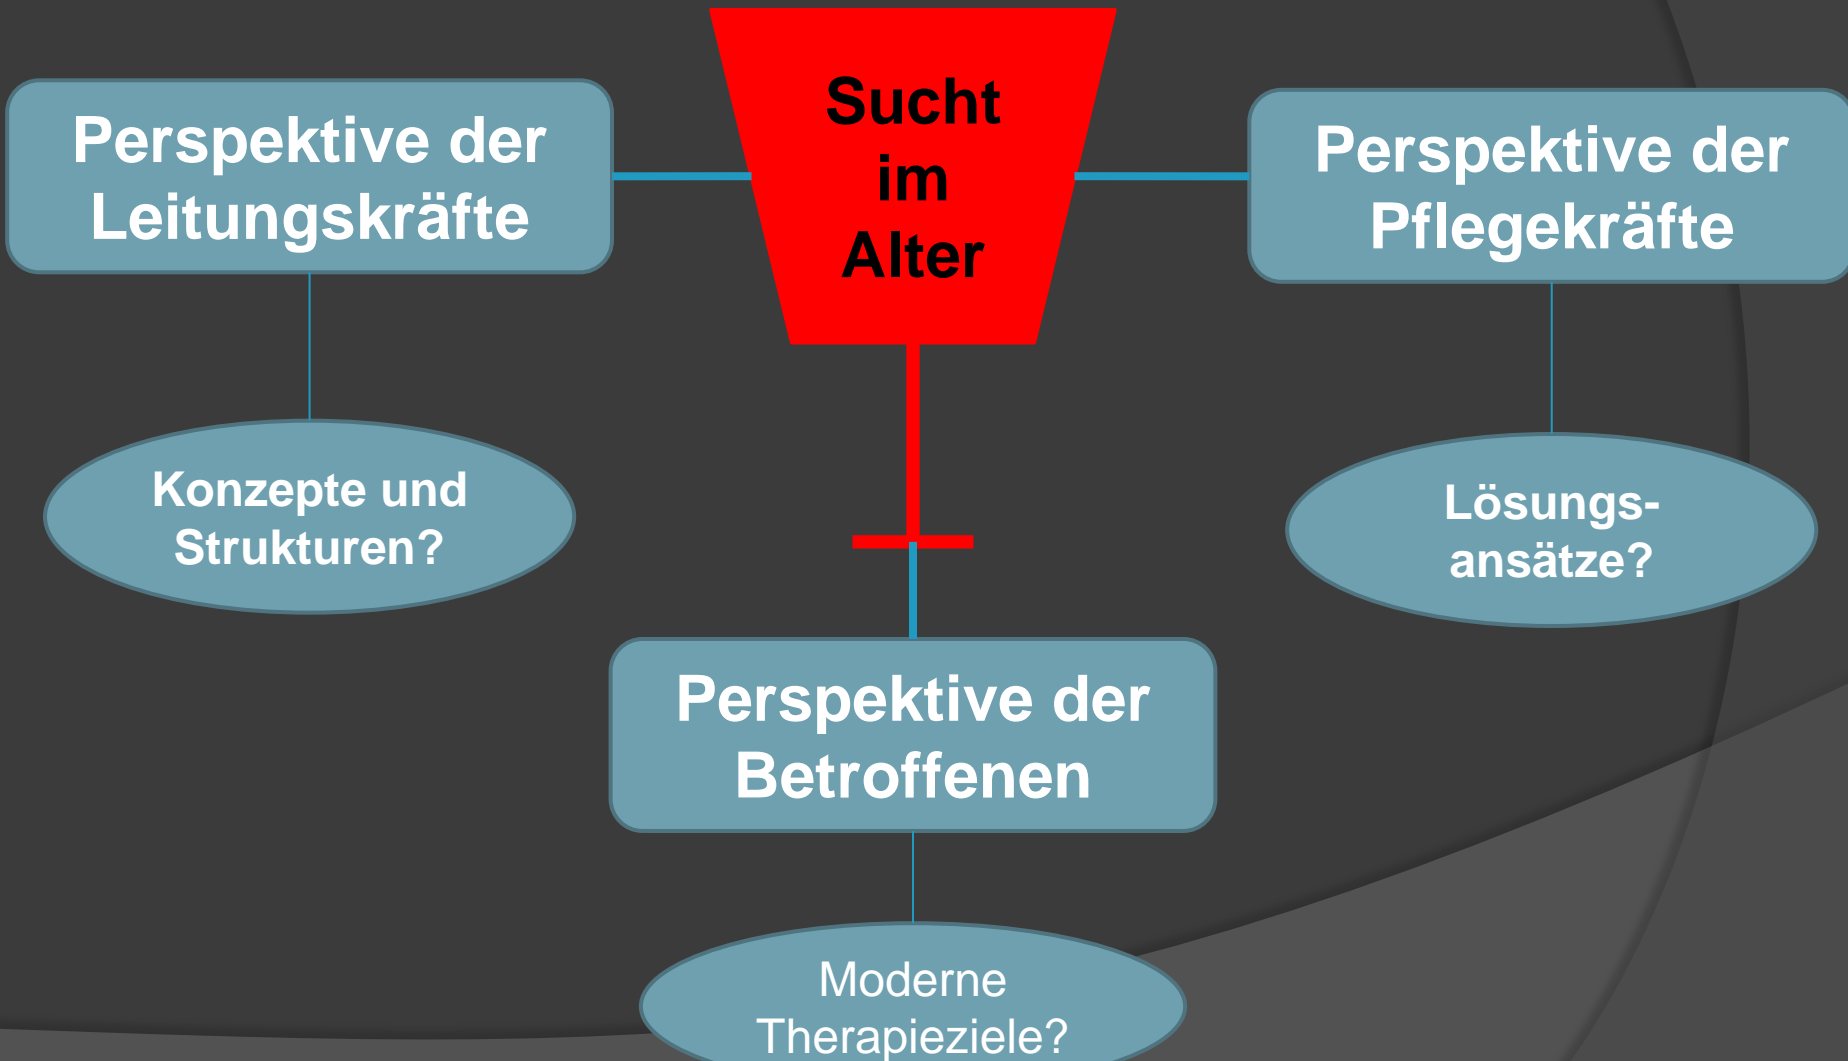 Sucht
im
Alter
Perspektive der
Leitungskräfte
Perspektive der
Pflegekräfte
Konzepte und
Strukturen?
Lösungs-
ansätze?
Perspektive der
Betroffenen
Moderne
Therapieziele?